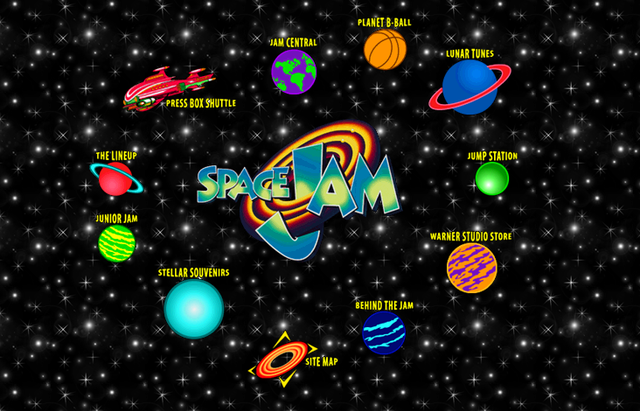 PLANET B-BALL
JAM CENTRAL
LUNAR TUNES
PRESS BOX SHUTTLE
THE LINEUP
JUMP STATION
SPACE JAM
JUNIOR JAM
WARNER STUDIO STORE
STELLAR SOUVENIRS
BEHIND THE JAM
SITE MAP